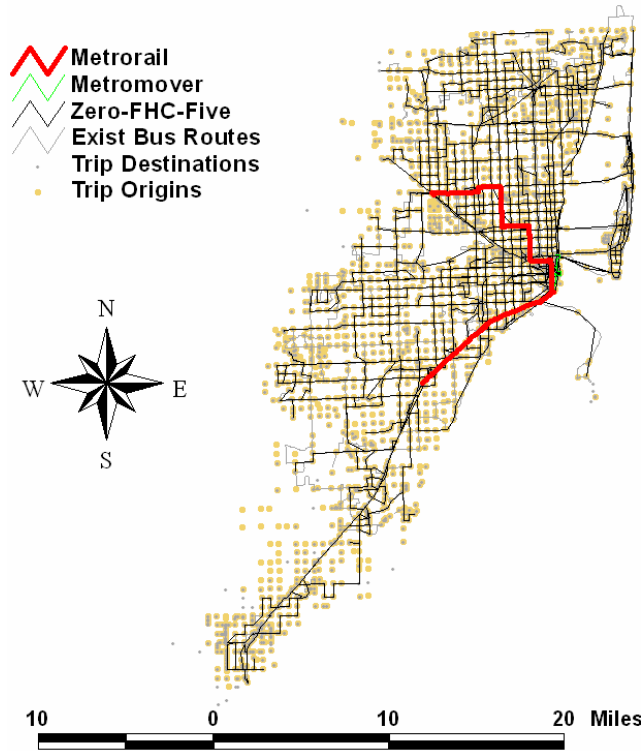 Metrorail
Metromover
Zero-FHC-Five
Exist Bus Routes
Trip Destinations
Trip Origins
N
W E
S
10 0 10 20 Miles